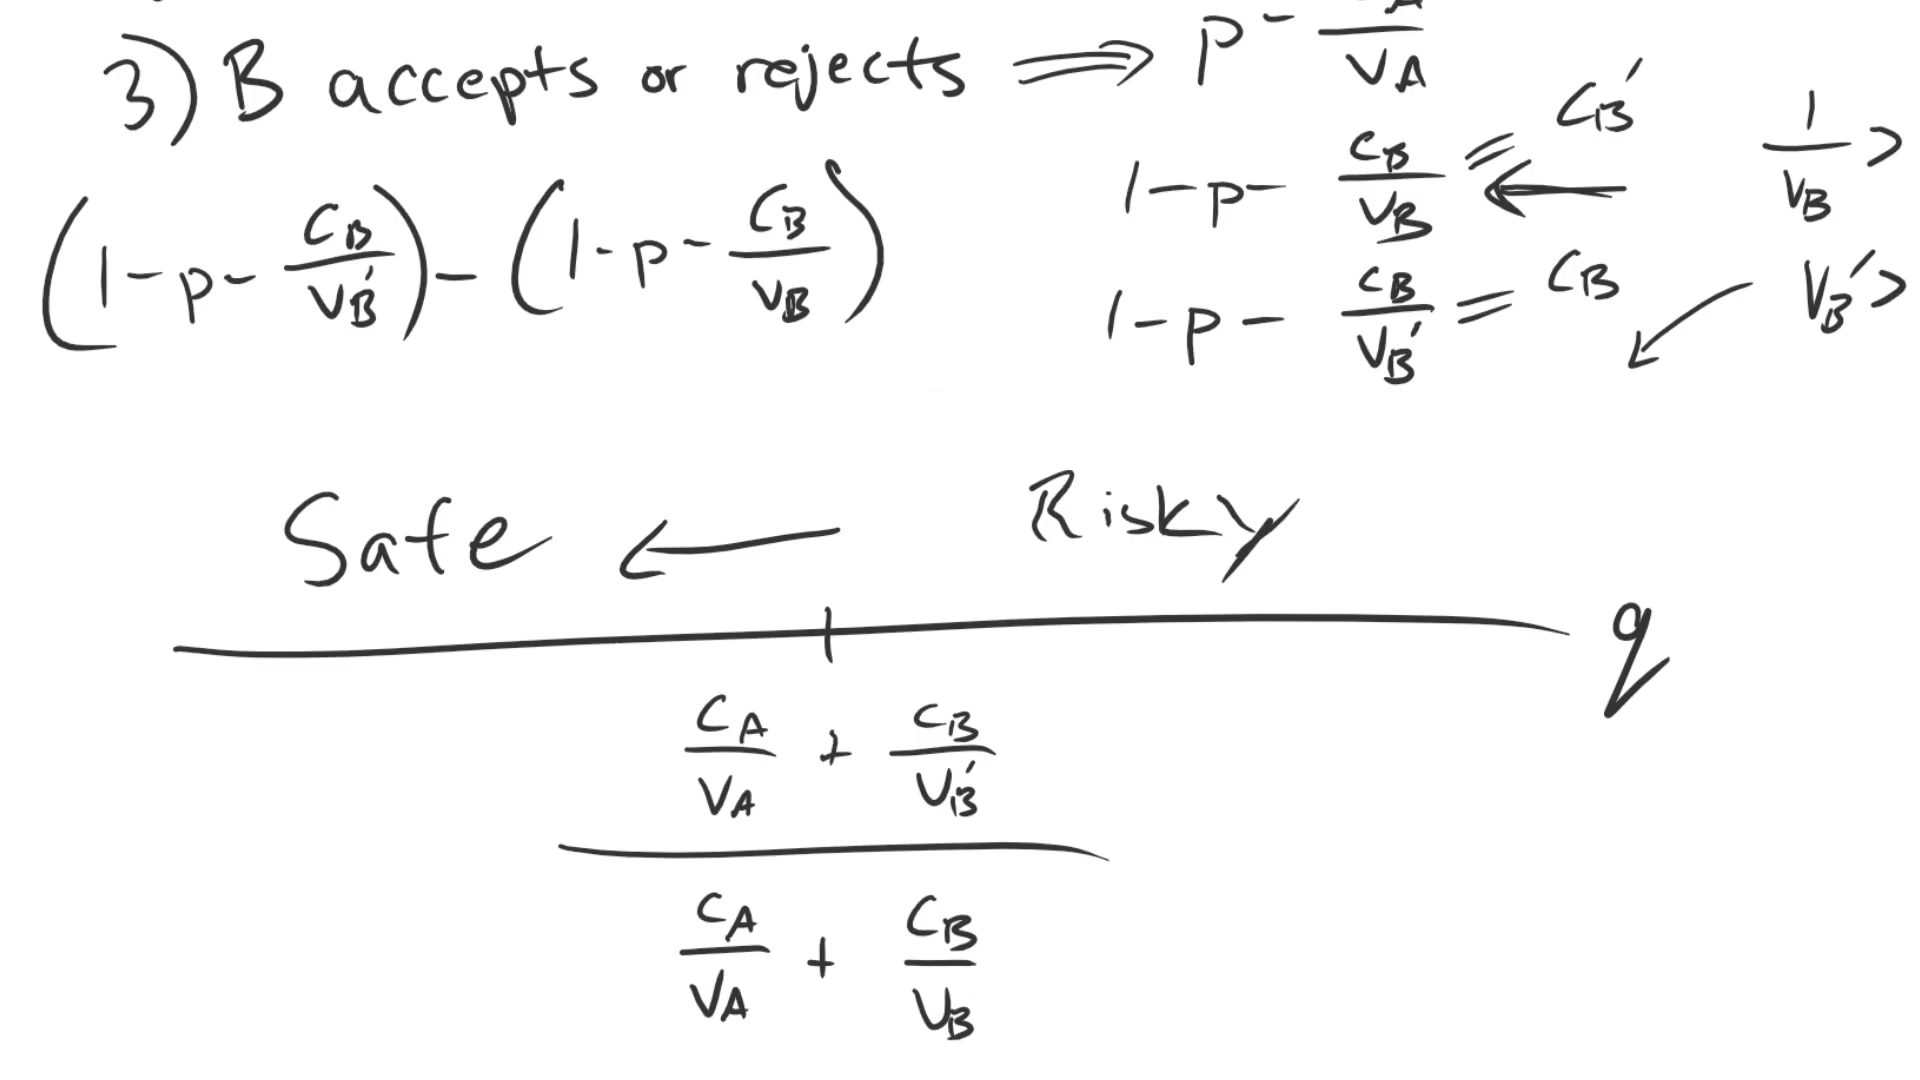 3) B accepts or rejects ⟹ p - C_A/V_A
(1-p- C_B/V_B') - (1-p- C_B/V_B)
1-p- C_B/V_B = C_B' 1/V_B >
1-p- C_B/V_B' = C_B V_B' >
Safe ← Risky
q
C_A/V_A + C_B/V_B'
C_A/V_A + C_B/V_B